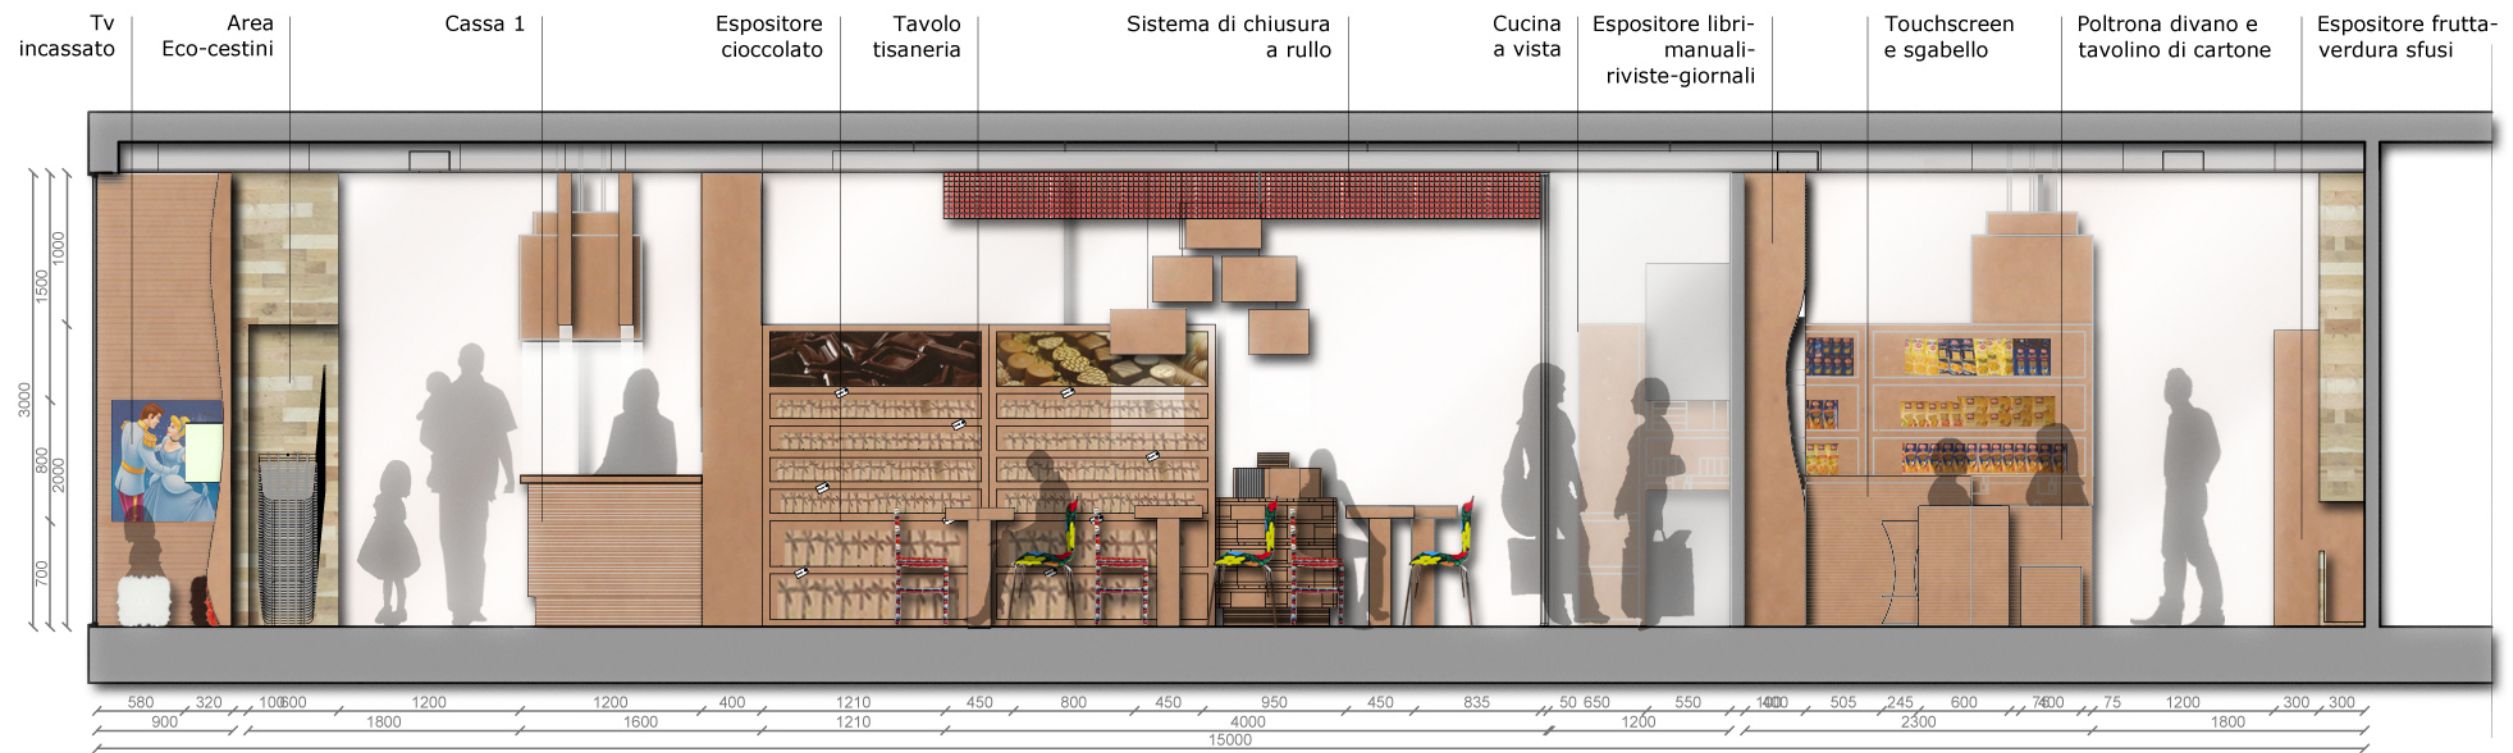 Tv
incassato
Area
Eco-cestini
Cassa 1
Espositore
cioccolato
Tavolo
tisaneria
Sistema di chiusura
a rullo
Cucina
a vista
Espositore libri-
manuali-
riviste-giornali
Touchscreen
e sgabello
Poltrona divano e
tavolino di cartone
Espositore frutta-
verdura sfusi
1000
1500
3000
800
2000
700
580 320 1200 1200 400 1210 450 800 450 950 450 835 50 650 550 505 245 600 75 1200 300 300
900 1800 1600 1210 4000 1200 2300 1800
15000